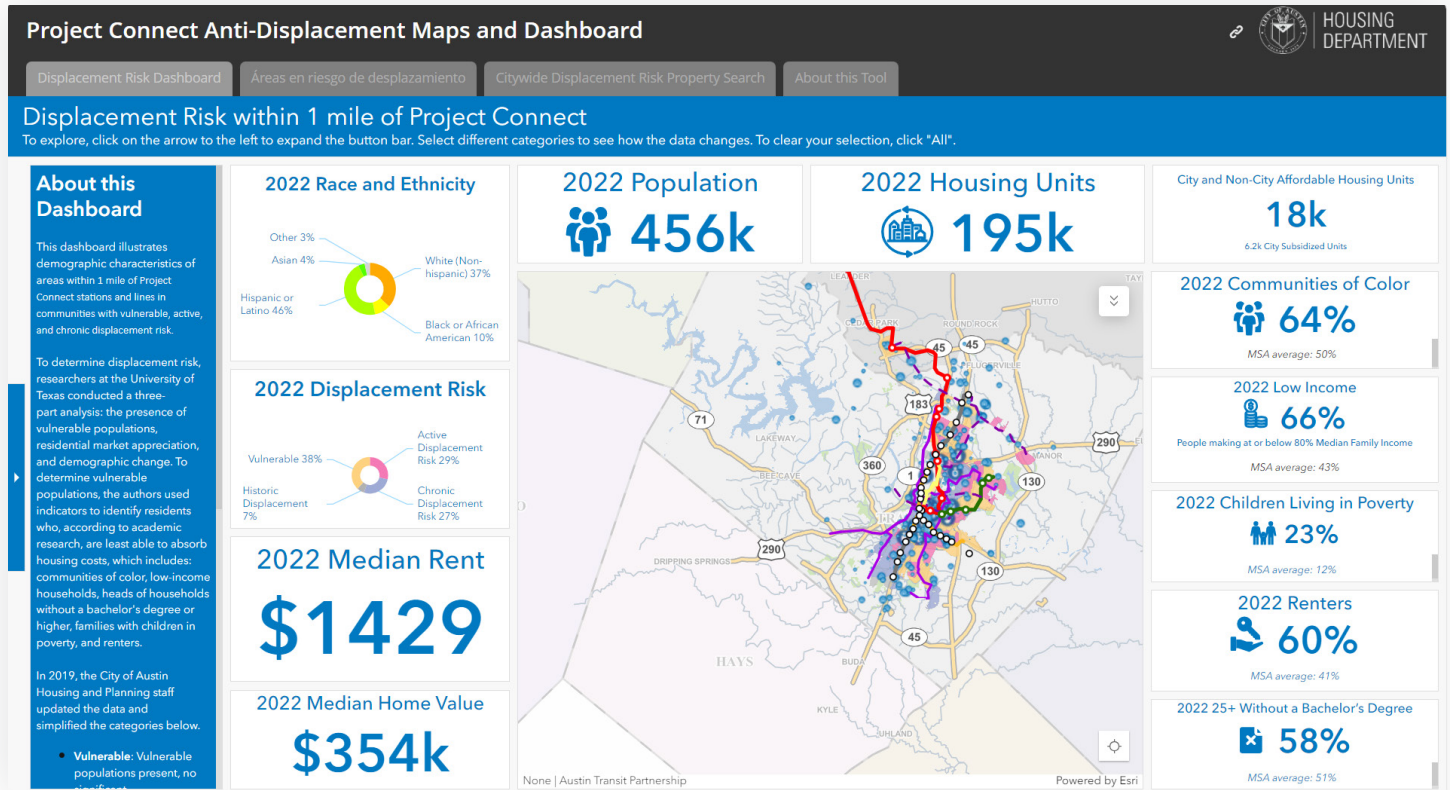 Project Connect Anti-Displacement Maps and Dashboard
HOUSING
DEPARTMENT
Displacement Risk Dashboard
Áreas en riesgo de desplazamiento
Citywide Displacement Risk Property Search
About this Tool
Displacement Risk within 1 mile of Project Connect
To explore, click on the arrow to the left to expand the button bar. Select different categories to see how the data changes. To clear your selection, click "All".
About this
Dashboard
This dashboard illustrates
demographic characteristics of
areas within 1 mile of Project
Connect stations and lines in
communities with vulnerable, active,
and chronic displacement risk.
To determine displacement risk,
researchers at the University of
Texas conducted a three-
part analysis: the presence of
vulnerable populations,
residential market appreciation,
and demographic change. To
determine vulnerable
populations, the authors used
indicators to identify residents
who, according to academic
research, are least able to absorb
housing costs, which includes:
communities of color, low-income
households, heads of households
without a bachelor's degree or
higher, families with children in
poverty, and renters.
In 2019, the City of Austin
Housing and Planning staff
updated the data and
simplified the categories below.
• Vulnerable: Vulnerable
populations present, no
significant
2022 Race and Ethnicity
Other 3%
Asian 4%
White (Non-
hispanic) 37%
Hispanic or
Latino 46%
Black or African
American 10%
2022 Displacement Risk
Active
Displacement
Risk 29%
Vulnerable 38%
Historic
Displacement
7%
Chronic
Displacement
Risk 27%
2022 Median Rent
$1429
2022 Median Home Value
$354k
2022 Population
456k
2022 Housing Units
195k
LEANDER
TAY
HUTTO
CEDAR PARK
ROUND ROCK
45
45
PFLUGERVILLE
183
71
LAKEWAY
290
MANOR
BEE CAVE
360
1
130
DRIPPING SPRINGS
290
130
45
HAYS
BUDA
KYLE
UHLAND
None | Austin Transit Partnership
Powered by Esri
City and Non-City Affordable Housing Units
18k
6.2k City Subsidized Units
2022 Communities of Color
64%
MSA average: 50%
2022 Low Income
66%
People making at or below 80% Median Family Income
MSA average: 43%
2022 Children Living in Poverty
23%
MSA average: 12%
2022 Renters
60%
MSA average: 41%
2022 25+ Without a Bachelor's Degree
58%
MSA average: 51%